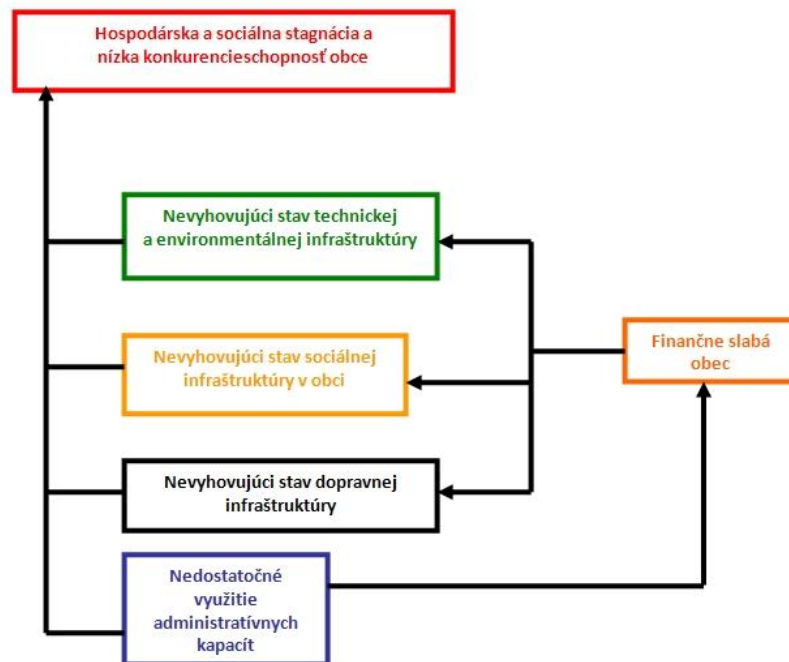 Hospodárska a sociálna stagnácia a
nízka konkurencieschopnosť obce
Nevyhovujúci stav technickej
a environmentálnej infraštruktúry
Nevyhovujúci stav sociálnej
infraštruktúry v obci
Finančne slabá
obec
Nevyhovujúci stav dopravnej
infraštruktúry
Nedostatočné
využitie
administratívnych
kapacít